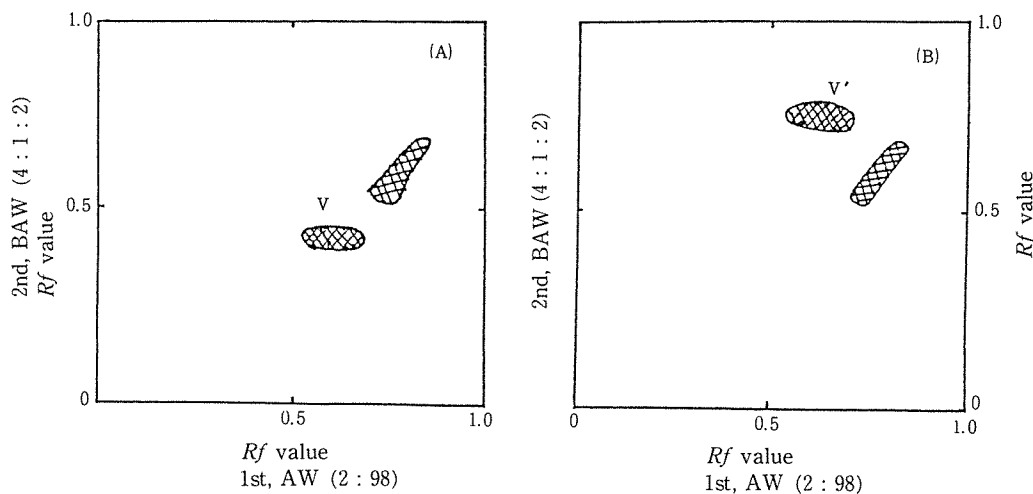 1.0
(A)
2nd, BAW (4 : 1 : 2)
Rf value
V
0.5
0
0.5
1.0
Rf value
1st, AW (2 : 98)
(B)
1.0
V′
2nd, BAW (4 : 1 : 2)
0.5
Rf value
0
0
0.5
1.0
Rf value
1st, AW (2 : 98)